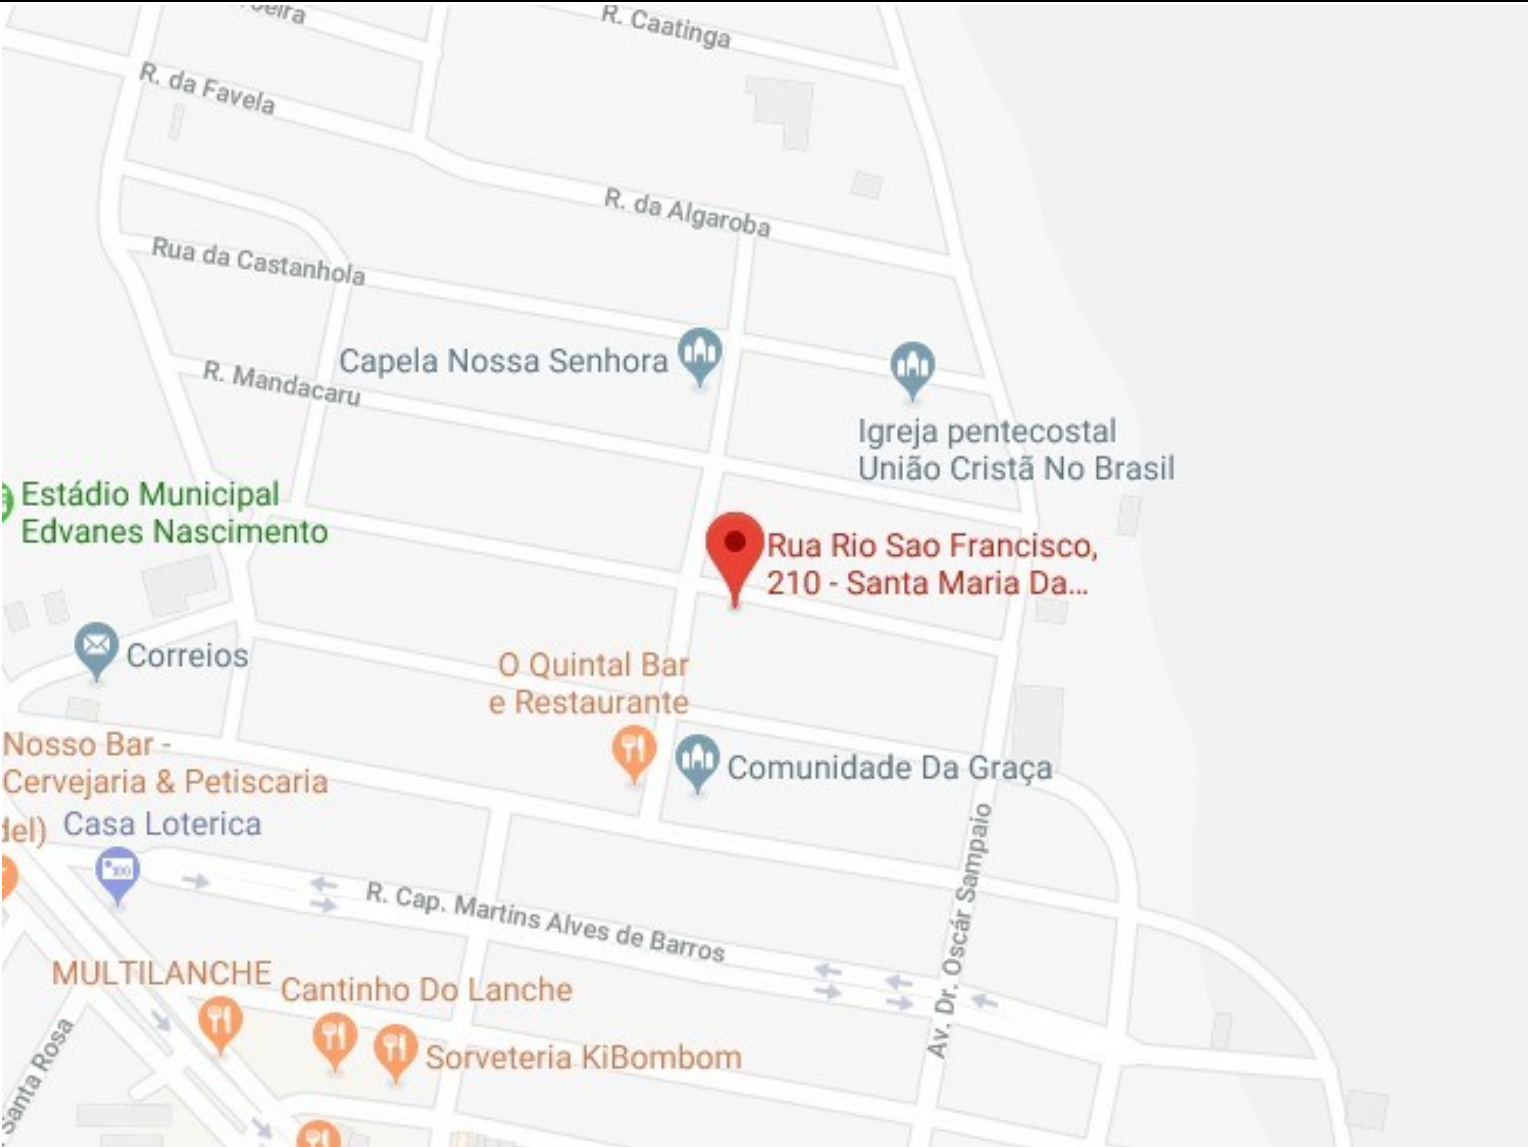 R. Caatinga
R. da Favela
R. da Algaroba
Rua da Castanhola
Capela Nossa Senhora
R. Mandacaru
Igreja pentecostal
União Cristã No Brasil
Estádio Municipal
Edvanes Nascimento
Rua Rio Sao Francisco,
210 - Santa Maria Da...
Correios
O Quintal Bar
e Restaurante
Nosso Bar -
Cervejaria & Petiscaria
Comunidade Da Graça
Casa Loterica
R. Cap. Martins Alves de Barros
Av. Dr. Oscár Sampaio
MULTILANCHE
Cantinho Do Lanche
Sorveteria KiBombom
Santa Rosa